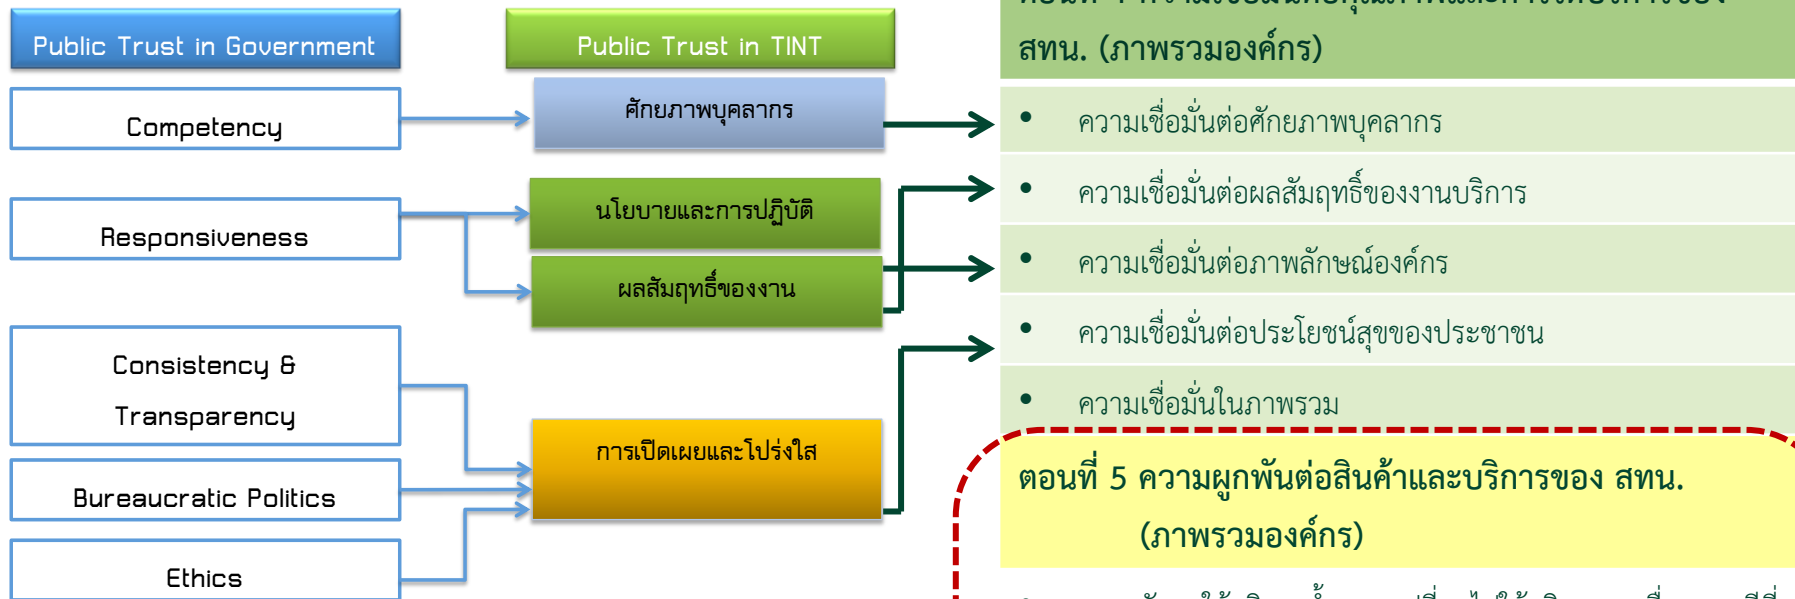 Public Trust in Government
Competency
Responsiveness
Consistency &
Transparency
Bureaucratic Politics
Ethics
Public Trust in TINT
ศักยภาพบุคลากร
นโยบายและการปฏิบัติ
ผลสัมฤทธิ์ของงาน
การเปิดเผยและโปร่งใส
สทน. (ภาพรวมองค์กร)
• ความเชื่อมั่นต่อศักยภาพบุคลากร
• ความเชื่อมั่นต่อผลสัมฤทธิ์ของงานบริการ
• ความเชื่อมั่นต่อภาพลักษณ์องค์กร
• ความเชื่อมั่นต่อประโยชน์สุขของประชาชน
• ความเชื่อมั่นในภาพรวม
ตอนที่ 5 ความผูกพันต่อสินค้าและบริการของ สทน.
(ภาพรวมองค์กร)